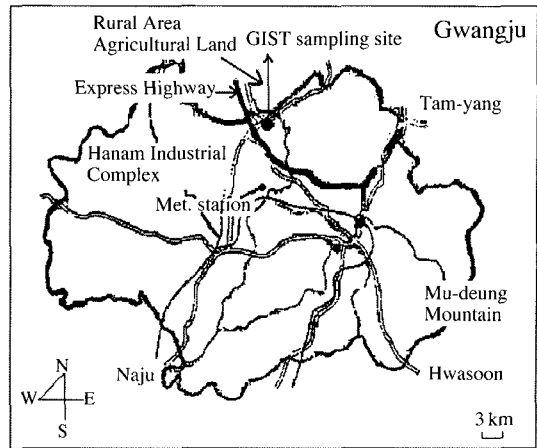 Rural Area
Agricultural Land
GIST sampling site
Gwangju
Express Highway
Tam-yang
Hanam Industrial
Complex
Met. station
Mu-deung
Mountain
Naju
Hwasoon
N
W E
S
3 km